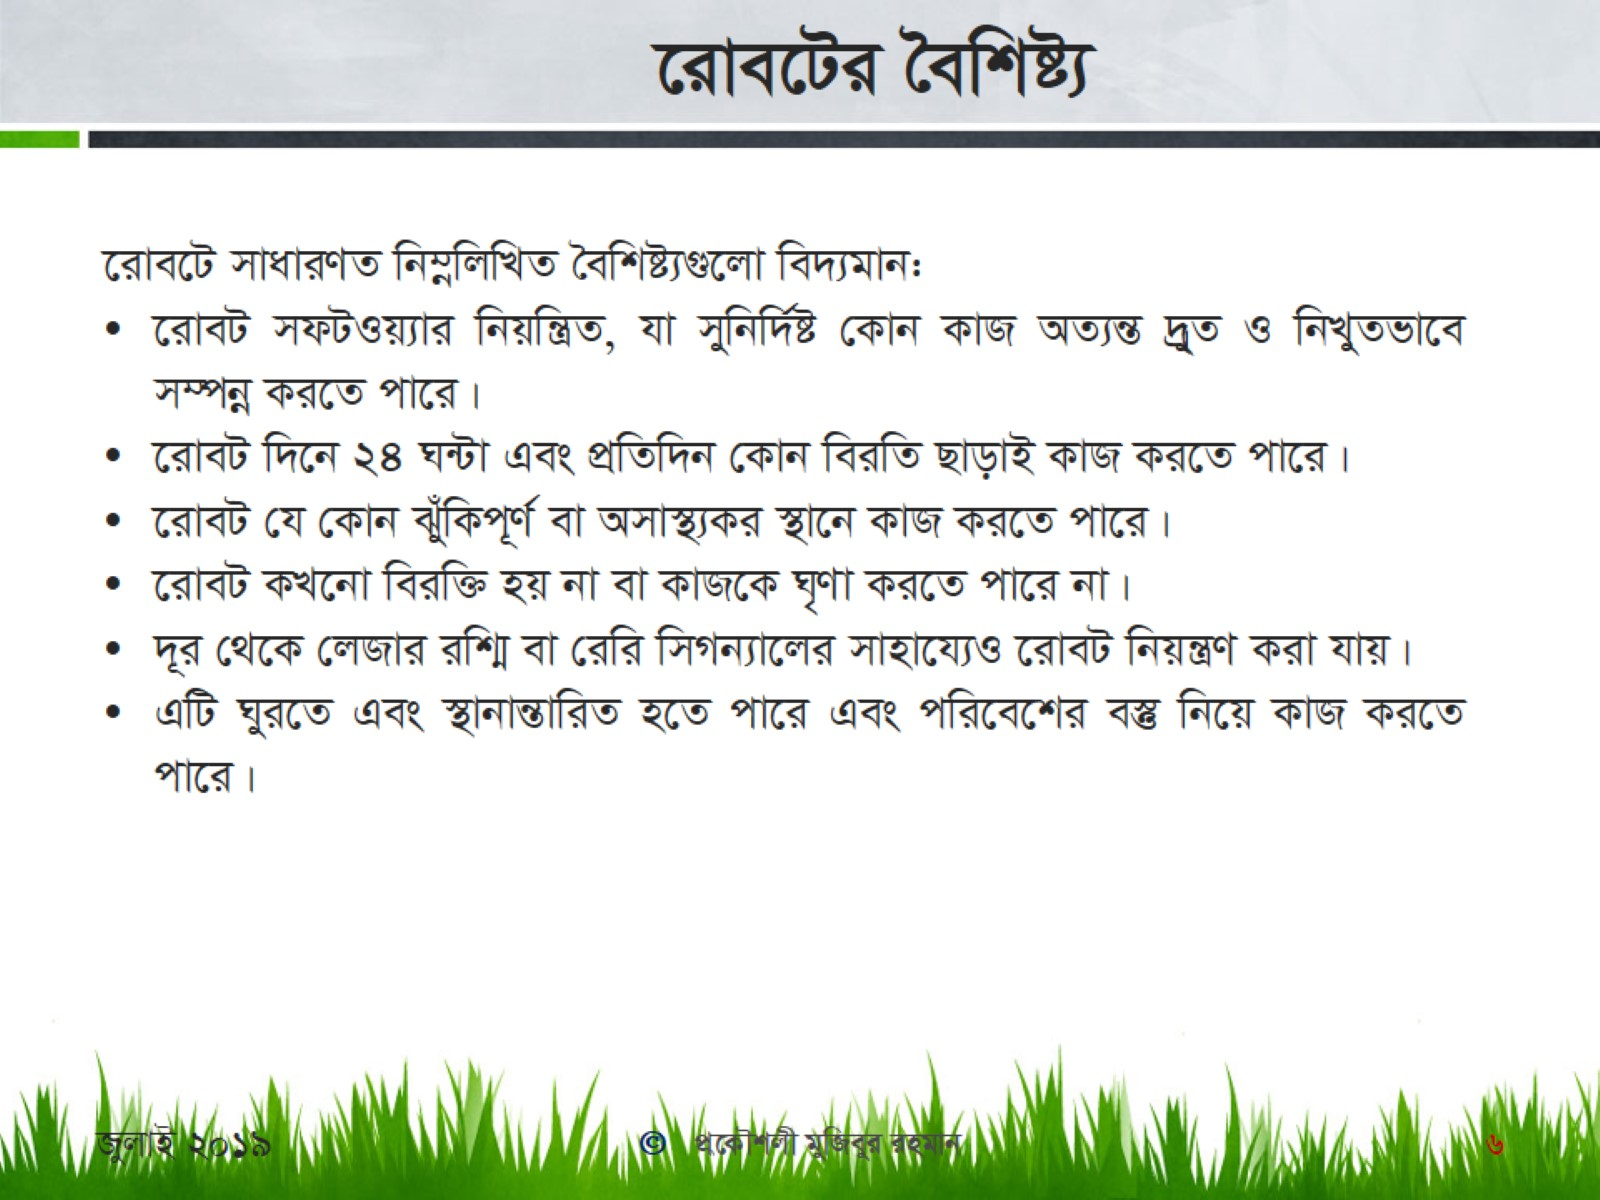 রোবটের বৈশিষ্ট্য
রোবটে সাধারণত নিম্নলিখিত বৈশিষ্ট্যগুলো বিদ্যমানঃ
• রোবট সফটওয়্যার নিয়ন্ত্রিত, যা সুনির্দিষ্ট কোন কাজ অত্যন্ত দ্রুত ও নিখুতভাবে
সম্পন্ন করতে পারে।
• রোবট দিনে ২৪ ঘন্টা এবং প্রতিদিন কোন বিরতি ছাড়াই কাজ করতে পারে।
• রোবট যে কোন ঝুঁকিপূর্ণ বা অসাস্থ্যকর স্থানে কাজ করতে পারে।
• রোবট কখনো বিরক্তি হয় না বা কাজকে ঘৃণা করতে পারে না।
• দূর থেকে লেজার রশ্মি বা রেরি সিগন্যালের সাহায্যেও রোবট নিয়ন্ত্রণ করা যায়।
• এটি ঘুরতে এবং স্থানান্তারিত হতে পারে এবং পরিবেশের বস্তু নিয়ে কাজ করতে
পারে।
জুলাই ২০১৯ © প্রকৌশলী মুজিবুর রহমান ৬